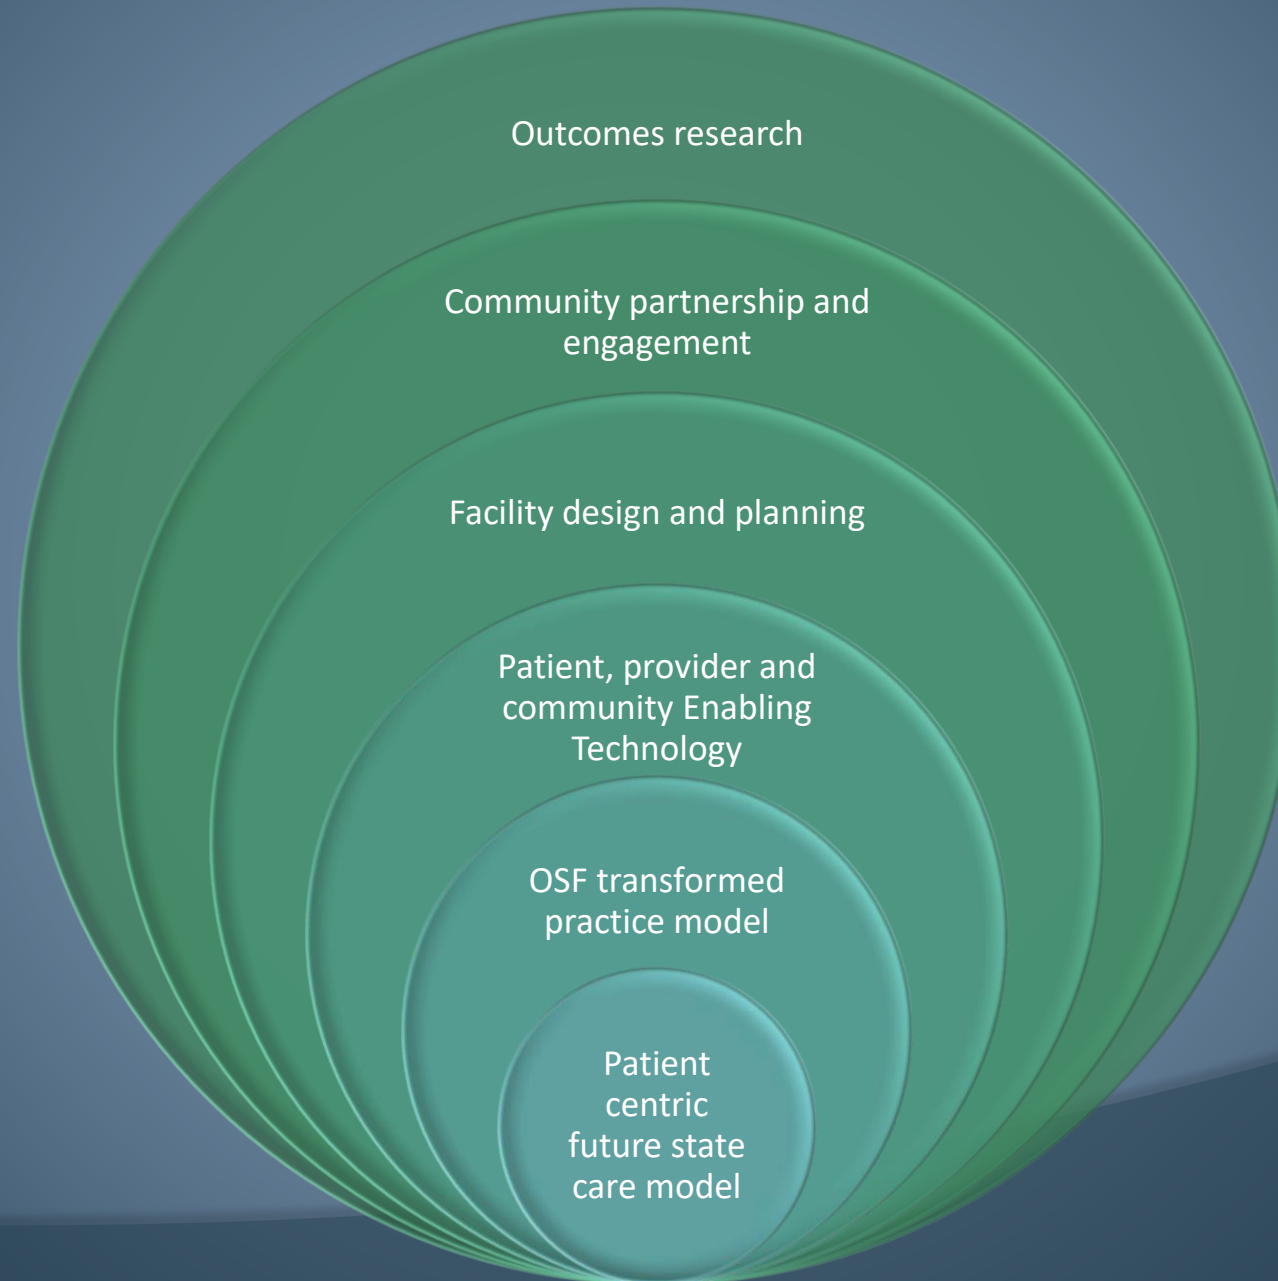 Outcomes research
Community partnership and
engagement
Facility design and planning
Patient, provider and
community Enabling
Technology
OSF transformed
practice model
Patient
centric
future state
care model